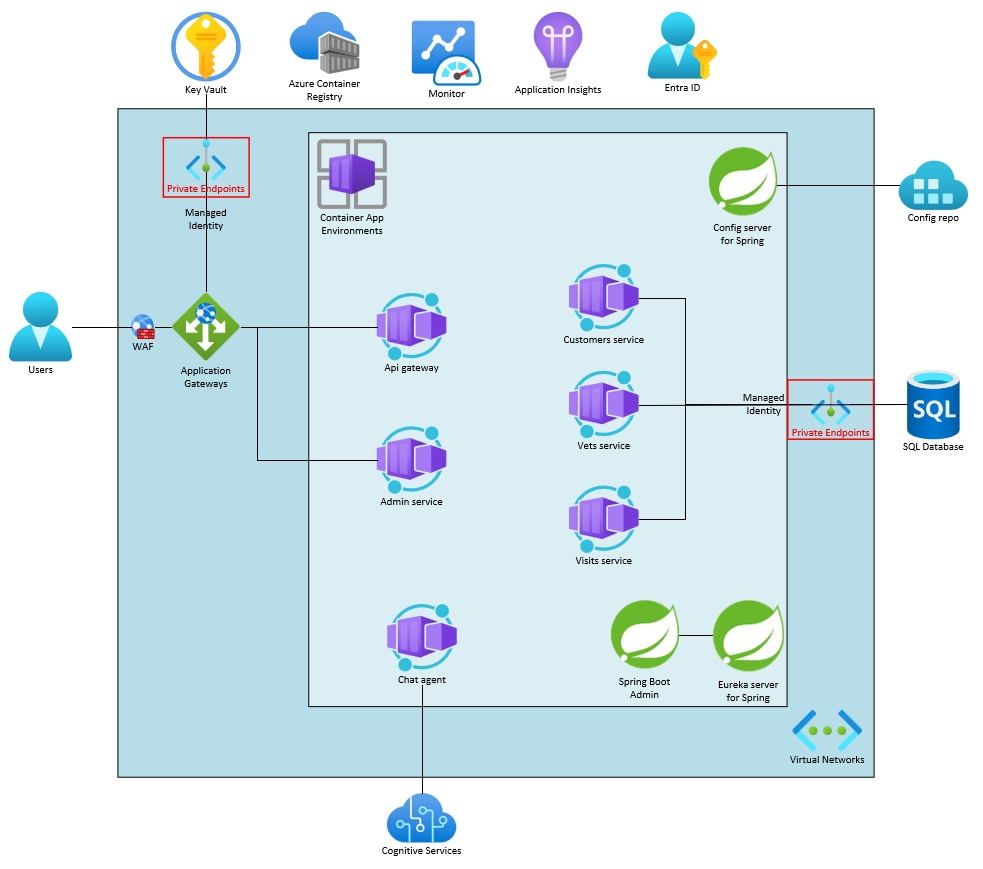 Key Vault
Azure Container
Registry
Monitor
Application Insights
Entra ID
Private Endpoints
Managed
Identity
Container App
Environments
Config server
for Spring
Config repo
Users
WAF
Application
Gateways
Api gateway
Customers service
Admin service
Vets service
Managed
Identity
Private Endpoints
SQL
SQL Database
Visits service
Chat agent
Spring Boot
Admin
Eureka server
for Spring
Virtual Networks
Cognitive Services